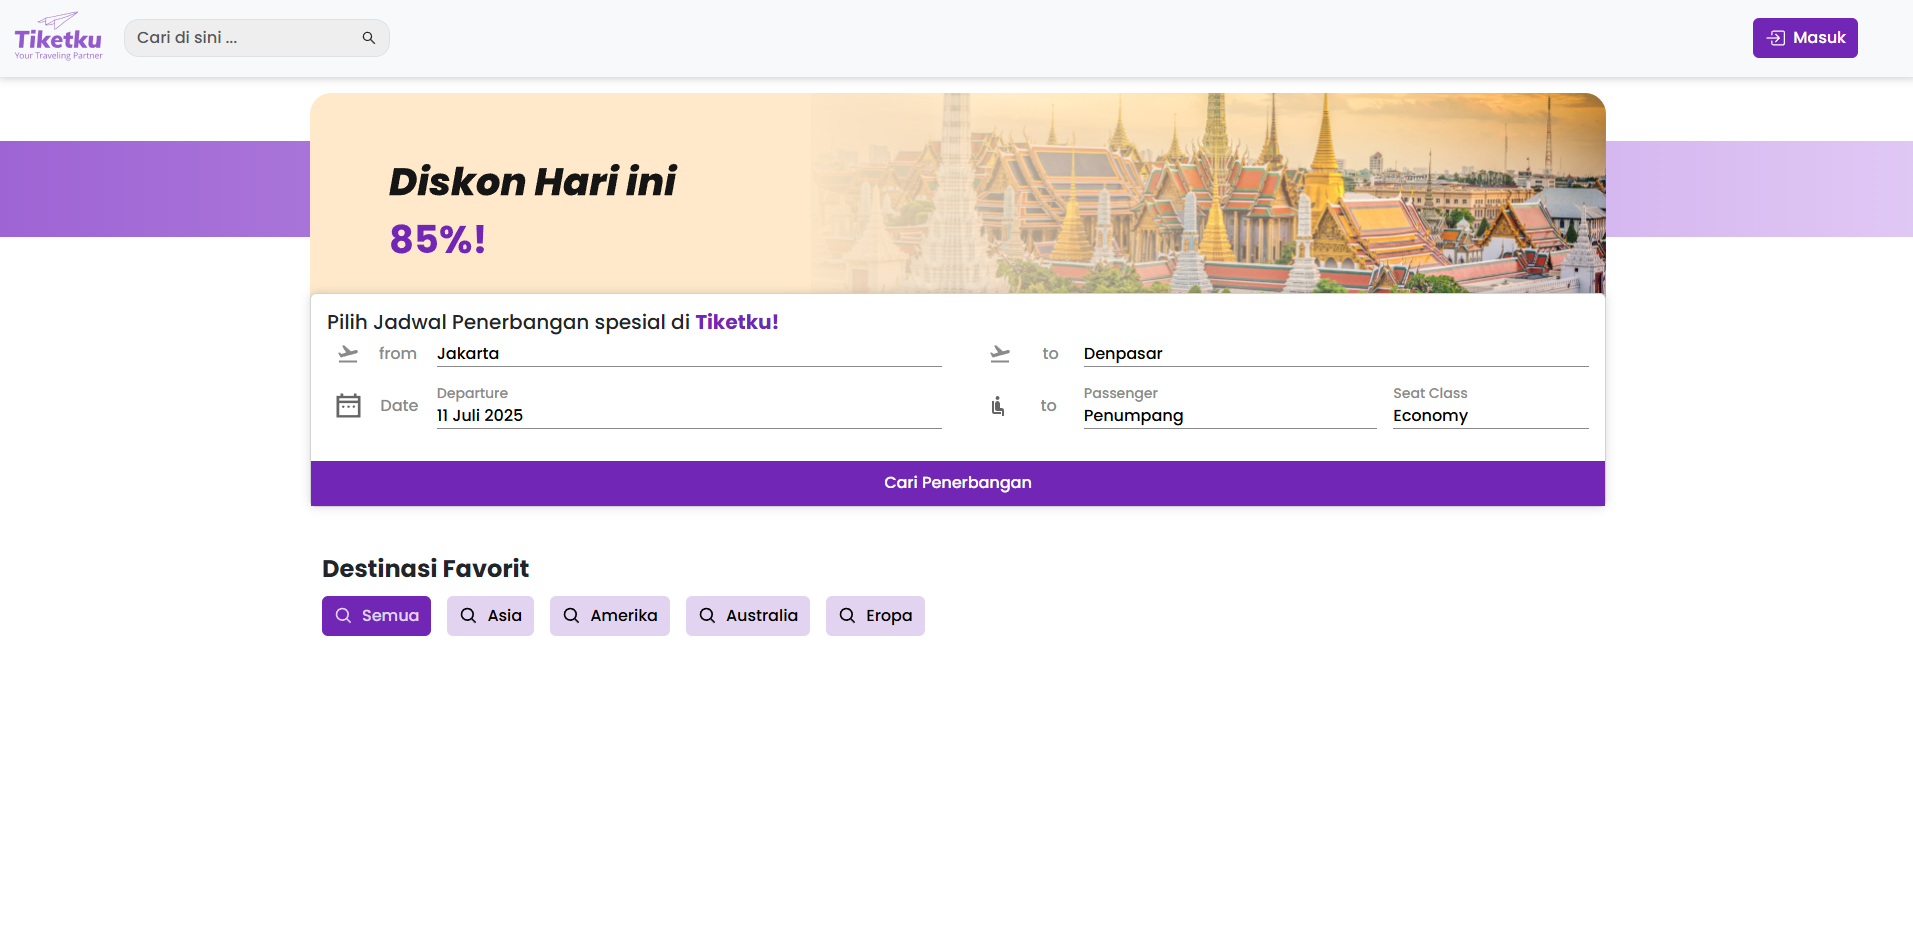 Tiketku
Your Traveling Partner
Cari di sini ...
Masuk
Diskon Hari ini
85%!
Pilih Jadwal Penerbangan spesial di Tiketku!
from Jakarta
to Denpasar
Date Departure
11 Juli 2025
to Passenger
Penumpang
Seat Class
Economy
Cari Penerbangan
Destinasi Favorit
Semua Asia Amerika Australia Eropa